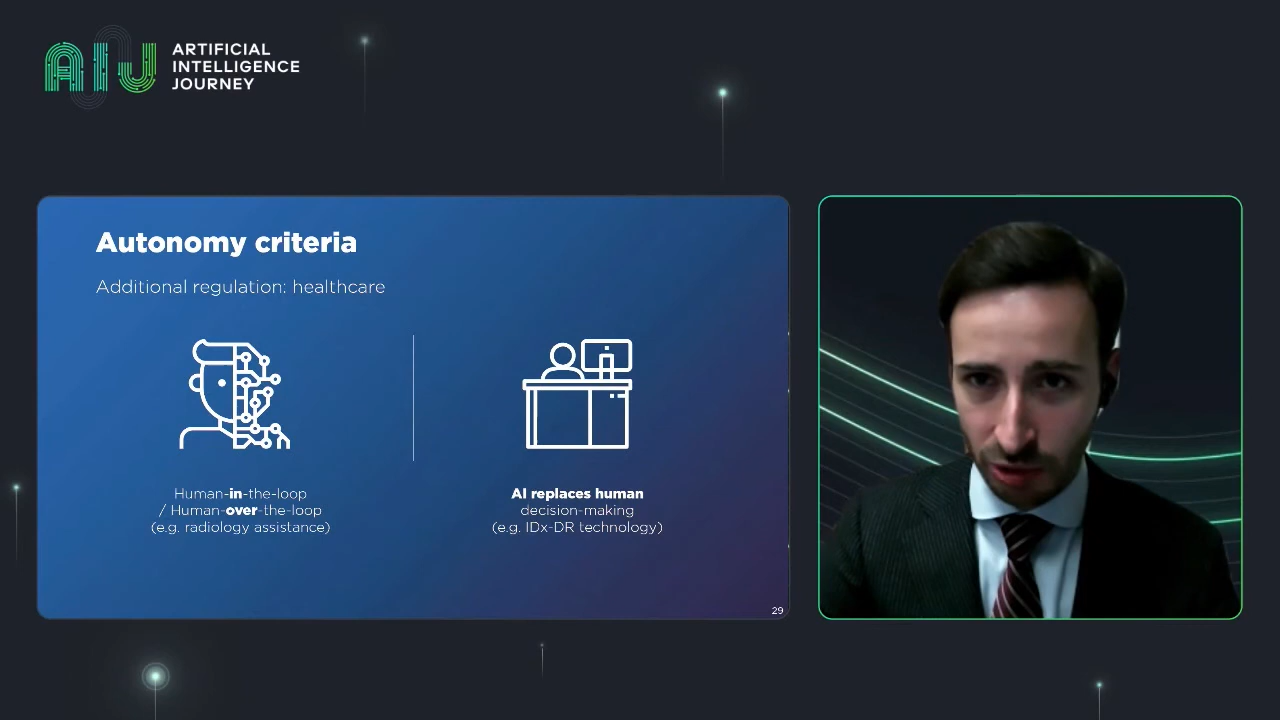 ARTIFICIAL
INTELLIGENCE
JOURNEY
Autonomy criteria
Additional regulation: healthcare
Human-in-the-loop
/ Human-over-the-loop
(e.g. radiology assistance)
AI replaces human
decision-making
(e.g. IDx-DR technology)
29